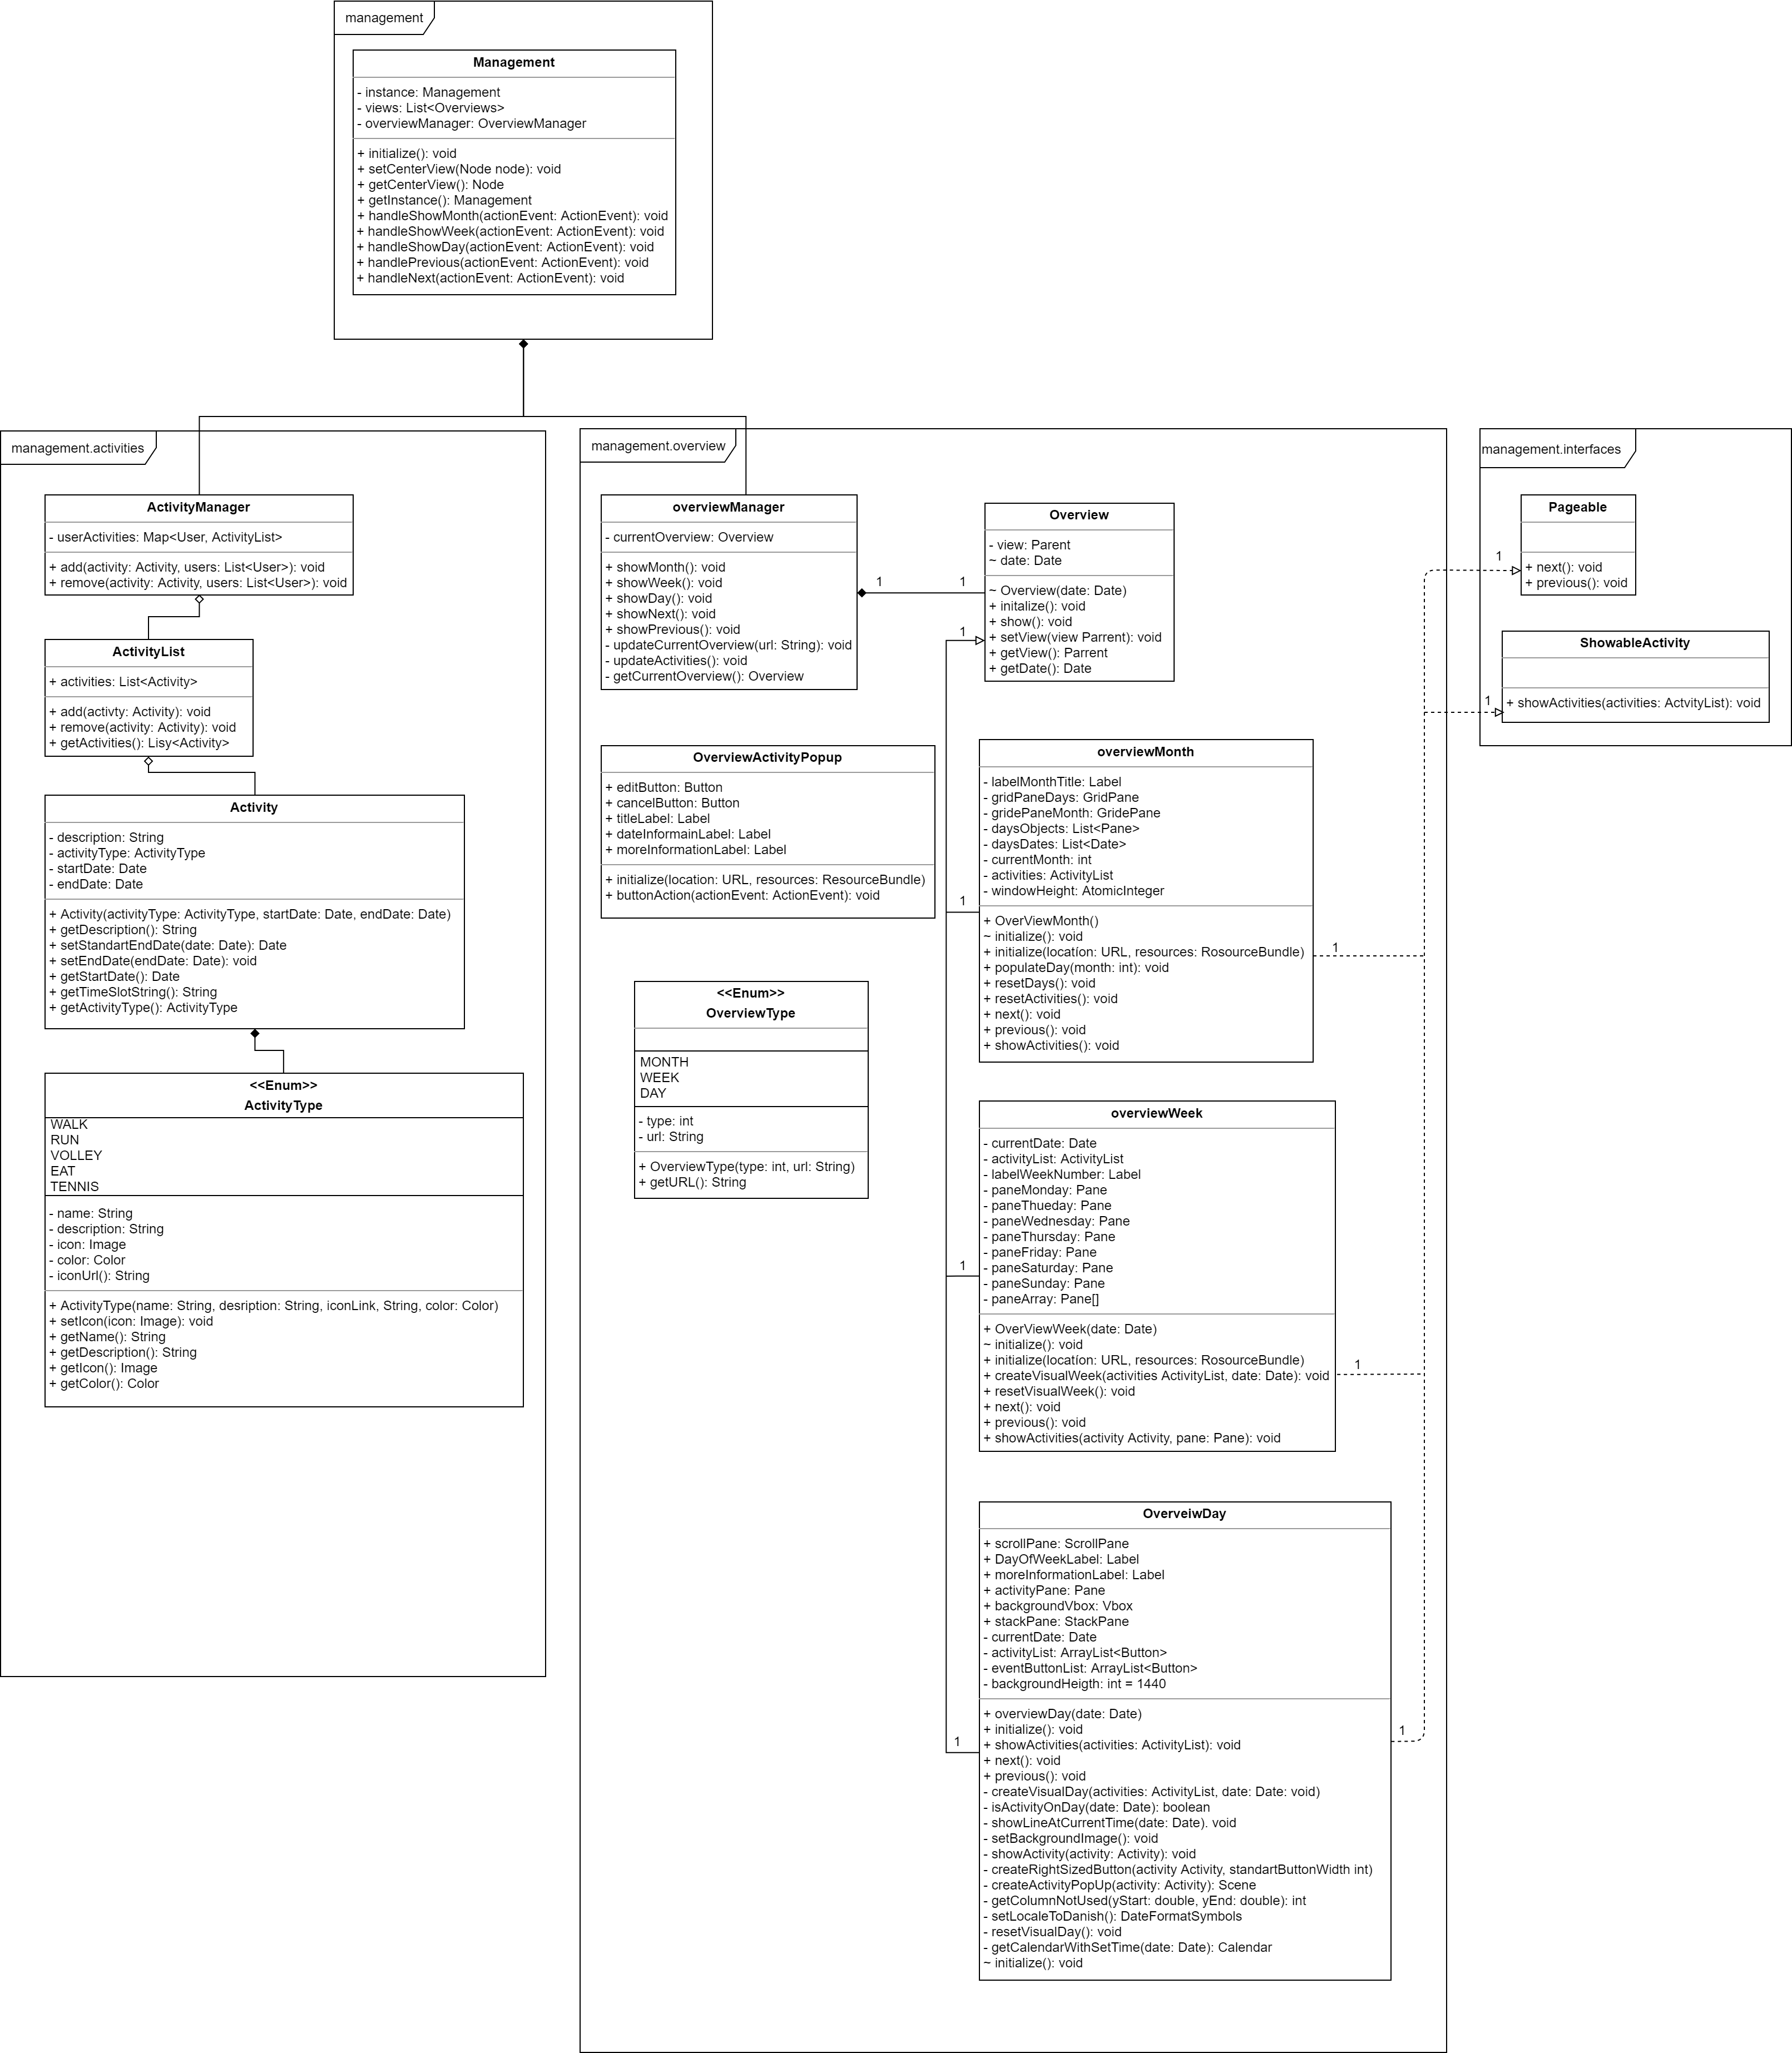 management
Management
- instance: Management
- views: List<Overviews>
- overviewManager: OverviewManager
+ initialize(): void
+ setCenterView(Node node): void
+ getCenterView(): Node
+ getInstance(): Management
+ handleShowMonth(actionEvent: ActionEvent): void
+ handleShowWeek(actionEvent: ActionEvent): void
+ handleShowDay(actionEvent: ActionEvent): void
+ handlePrevious(actionEvent: ActionEvent): void
+ handleNext(actionEvent: ActionEvent): void
management.activities
ActivityManager
- userActivities: Map<User, ActivityList>
+ add(activity: Activity, users: List<User>): void
+ remove(activity: Activity, users: List<User>): void
ActivityList
+ activities: List<Activity>
+ add(activty: Activity): void
+ remove(activity: Activity): void
+ getActivities(): Lisy<Activity>
Activity
- description: String
- activityType: ActivityType
- startDate: Date
- endDate: Date
+ Activity(activityType: ActivityType, startDate: Date, endDate: Date)
+ getDescription(): String
+ setStandartEndDate(date: Date): Date
+ setEndDate(endDate: Date): void
+ getStartDate(): Date
+ getTimeSlotString(): String
+ getActivityType(): ActivityType
<<Enum>>
ActivityType
WALK
RUN
VOLLEY
EAT
TENNIS
- name: String
- description: String
- icon: Image
- color: Color
- iconUrl(): String
+ ActivityType(name: String, desription: String, iconLink, String, color: Color)
+ setIcon(icon: Image): void
+ getName(): String
+ getDescription(): String
+ getIcon(): Image
+ getColor(): Color
management.overview
overviewManager
- currentOverview: Overview
+ showMonth(): void
+ showWeek(): void
+ showDay(): void
+ showNext(): void
+ showPrevious(): void
- updateCurrentOverview(url: String): void
- updateActivities(): void
- getCurrentOverview(): Overview
1
1
Overview
- view: Parent
~ date: Date
~ Overview(date: Date)
+ initalize(): void
+ show(): void
+ setView(view Parrent): void
+ getView(): Parrent
+ getDate(): Date
1
OverviewActivityPopup
+ editButton: Button
+ cancelButton: Button
+ titleLabel: Label
+ dateInformainLabel: Label
+ moreInformationLabel: Label
+ initialize(location: URL, resources: ResourceBundle)
+ buttonAction(actionEvent: ActionEvent): void
<<Enum>>
OverviewType
MONTH
WEEK
DAY
- type: int
- url: String
+ OverviewType(type: int, url: String)
+ getURL(): String
overviewMonth
- labelMonthTitle: Label
- gridPaneDays: GridPane
- gridePaneMonth: GridePane
- daysObjects: List<Pane>
- daysDates: List<Date>
- currentMonth: int
- activities: ActivityList
- windowHeight: AtomicInteger
+ OverViewMonth()
~ initialize(): void
+ initialize(locatíon: URL, resources: RosourceBundle)
+ populateDay(month: int): void
+ resetDays(): void
+ resetActivities(): void
+ next(): void
+ previous(): void
+ showActivities(): void
1
1
overviewWeek
- currentDate: Date
- activityList: ActivityList
- labelWeekNumber: Label
- paneMonday: Pane
- paneThueday: Pane
- paneWednesday: Pane
- paneThursday: Pane
- paneFriday: Pane
- paneSaturday: Pane
- paneSunday: Pane
- paneArray: Pane[]
+ OverViewWeek(date: Date)
~ initialize(): void
+ initialize(locatíon: URL, resources: RosourceBundle)
+ createVisualWeek(activities ActivityList, date: Date): void
+ resetVisualWeek(): void
+ next(): void
+ previous(): void
+ showActivities(activity Activity, pane: Pane): void
1
1
OverveiwDay
+ scrollPane: ScrollPane
+ DayOfWeekLabel: Label
+ moreInformationLabel: Label
+ activityPane: Pane
+ backgroundVbox: Vbox
+ stackPane: StackPane
- currentDate: Date
- activityList: ArrayList<Button>
- eventButtonList: ArrayList<Button>
- backgroundHeigth: int = 1440
+ overviewDay(date: Date)
+ initialize(): void
+ showActivities(activities: ActivityList): void
+ next(): void
+ previous(): void
- createVisualDay(activities: ActivityList, date: Date: void)
- isActivityOnDay(date: Date): boolean
- showLineAtCurrentTime(date: Date). void
- setBackgroundImage(): void
- showActivity(activity: Activity): void
- createRightSizedButton(activity Activity, standartButtonWidth int)
- createActivityPopUp(activity: Activity): Scene
- getColumnNotUsed(yStart: double, yEnd: double): int
- setLocaleToDanish(): DateFormatSymbols
- resetVisualDay(): void
- getCalendarWithSetTime(date: Date): Calendar
~ initialize(): void
1
1
management.interfaces
Pageable
+ next(): void
+ previous(): void
1
ShowableActivity
+ showActivities(activities: ActvityList): void
1